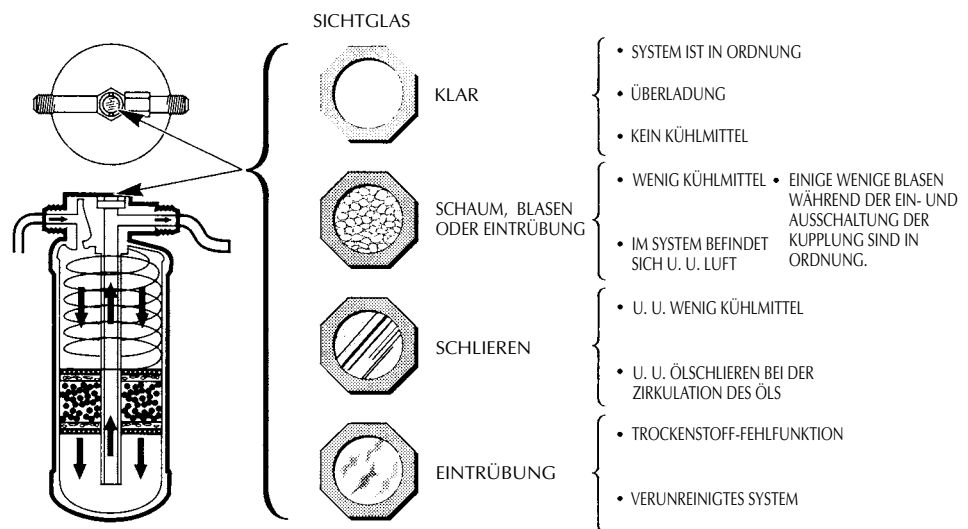 SICHTGLAS
KLAR
• SYSTEM IST IN ORDNUNG
• ÜBERLADUNG
• KEIN KÜHLMITTEL
SCHAUM, BLASEN
ODER EINTRÜBUNG
• WENIG KÜHLMITTEL
• IM SYSTEM BEFINDET
SICH U. U. LUFT
• EINIGE WENIGE BLASEN
WÄHREND DER EIN- UND
AUSSCHALTUNG DER
KUPPLUNG SIND IN
ORDNUNG.
SCHLIEREN
• U. U. WENIG KÜHLMITTEL
• U. U. ÖLSCHLIEREN BEI DER
ZIRKULATION DES ÖLS
EINTRÜBUNG
• TROCKENSTOFF-FEHLFUNKTION
• VERUNREINIGTES SYSTEM